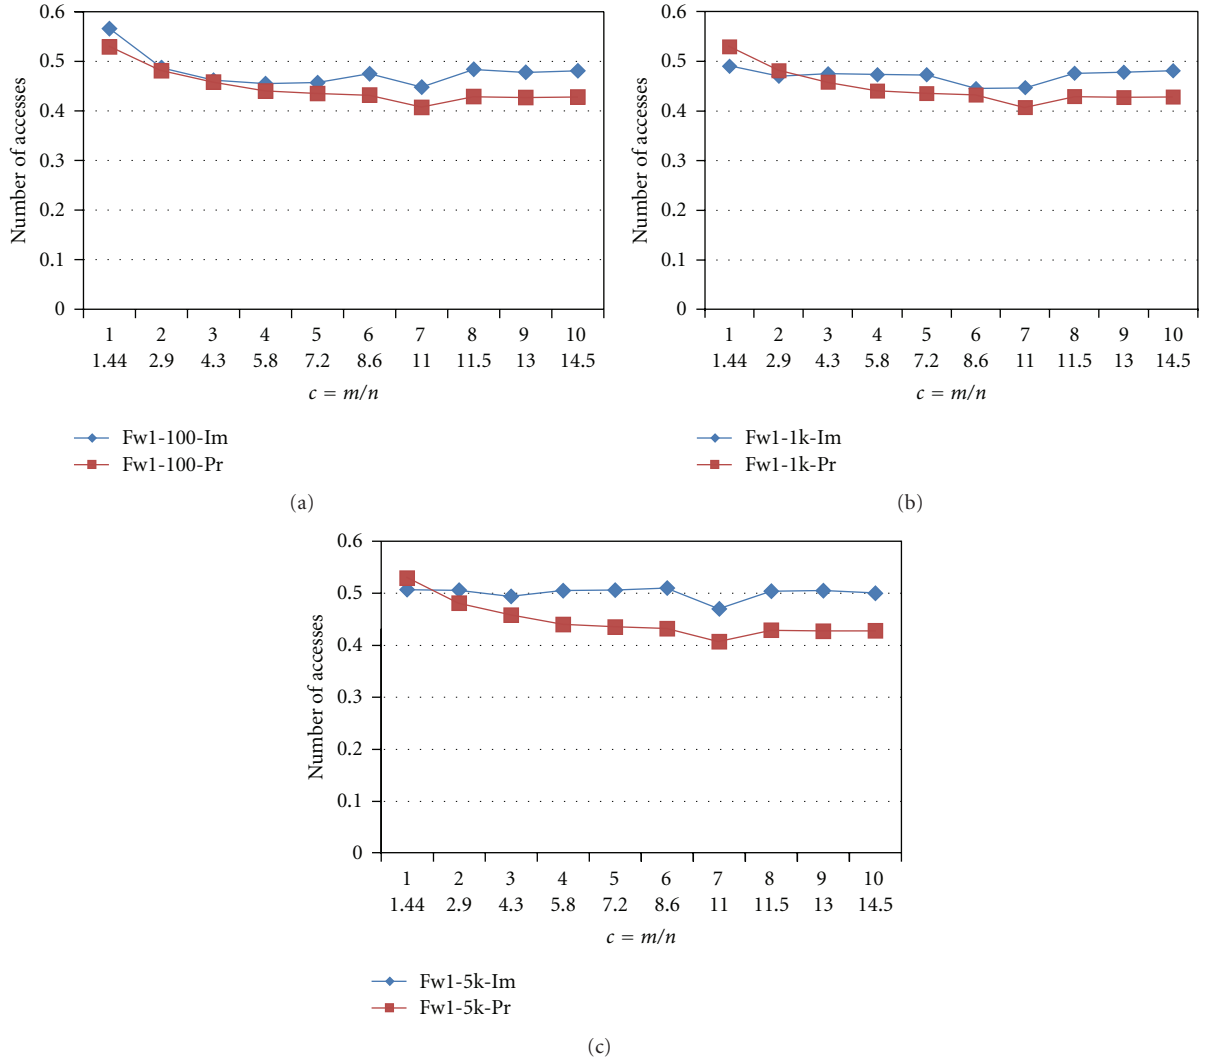 0.6
0.5
0.4
0.3
0.2
0.1
0
Number of accesses
1 2 3 4 5 6 7 8 9 10
1.44 2.9 4.3 5.8 7.2 8.6 11 11.5 13 14.5
c = m/n
Fw1-100-Im
Fw1-100-Pr
(a)
0.6
0.5
0.4
0.3
0.2
0.1
0
Number of accesses
1 2 3 4 5 6 7 8 9 10
1.44 2.9 4.3 5.8 7.2 8.6 11 11.5 13 14.5
c = m/n
Fw1-1k-Im
Fw1-1k-Pr
(b)
0.6
0.5
0.4
0.3
0.2
0.1
0
Number of accesses
1 2 3 4 5 6 7 8 9 10
1.44 2.9 4.3 5.8 7.2 8.6 11 11.5 13 14.5
c = m/n
Fw1-5k-Im
Fw1-5k-Pr
(c)